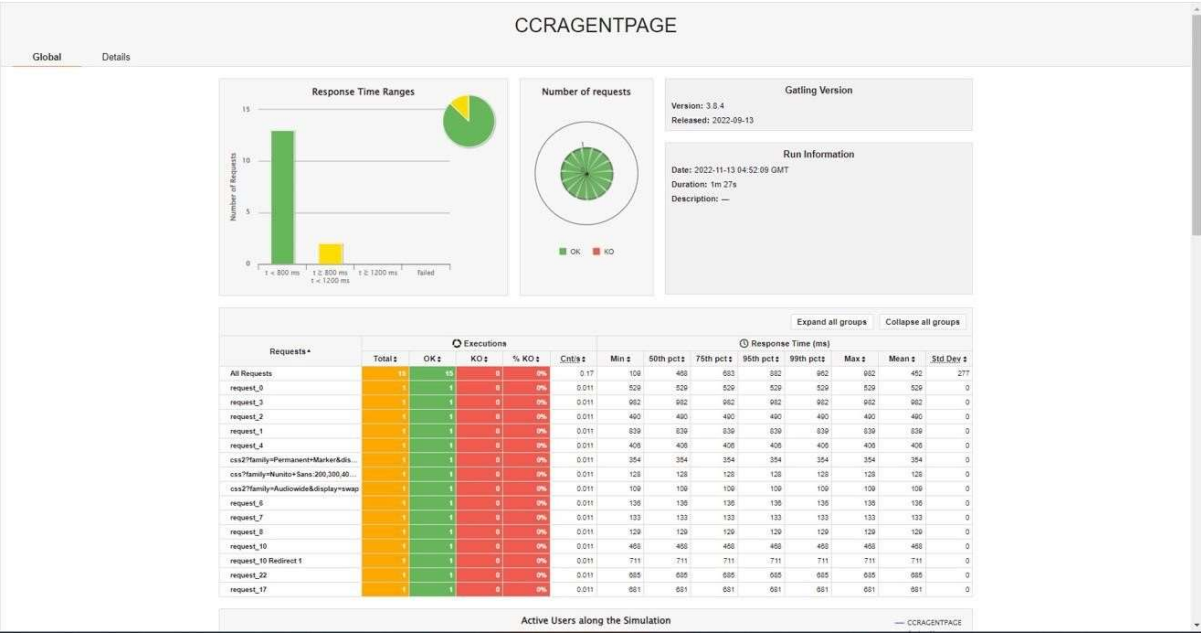 CCRAGENTPAGE
Global Details
Response Time Ranges
15
10
5
0
Number of Requests
t < 800 ms
t ≥ 800 ms
t < 1200 ms
t ≥ 1200 ms
failed
Number of requests
OK KO
Gatling Version
Version: 3.8.4
Released: 2022-09-13
Run Information
Date: 2022-11-13 04:52:09 GMT
Duration: 1m 27s
Description: —
Expand all groups Collapse all groups
Requests Executions Response Time (ms)
Total OK KO % KO Cnt/s Min 50th pct 75th pct 95th pct 99th pct Max Mean Std Dev
All Requests 15 15 0 0% 0.17 109 468 683 882 962 982 452 277
request_0 1 1 0 0% 0.011 529 529 529 529 529 529 529 0
request_3 1 1 0 0% 0.011 982 982 982 982 982 982 982 0
request_2 1 1 0 0% 0.011 490 490 490 490 490 490 490 0
request_1 1 1 0 0% 0.011 839 839 839 839 839 839 839 0
request_4 1 1 0 0% 0.011 406 406 406 406 406 406 406 0
css2?family=Permanent+Marker&dis... 1 1 0 0% 0.011 354 354 354 354 354 354 354 0
css?family=Nunito+Sans:200,300,40... 1 1 0 0% 0.011 128 128 128 128 128 128 128 0
css2?family=Audiowide&display=swap 1 1 0 0% 0.011 109 109 109 109 109 109 109 0
request_6 1 1 0 0% 0.011 136 136 136 136 136 136 136 0
request_7 1 1 0 0% 0.011 133 133 133 133 133 133 133 0
request_8 1 1 0 0% 0.011 129 129 129 129 129 129 129 0
request_10 1 1 0 0% 0.011 468 468 468 468 468 468 468 0
request_10 Redirect 1 1 1 0 0% 0.011 711 711 711 711 711 711 711 0
request_22 1 1 0 0% 0.011 685 685 685 685 685 685 685 0
request_17 1 1 0 0% 0.011 681 681 681 681 681 681 681 0
Active Users along the Simulation
CCRAGENTPAGE